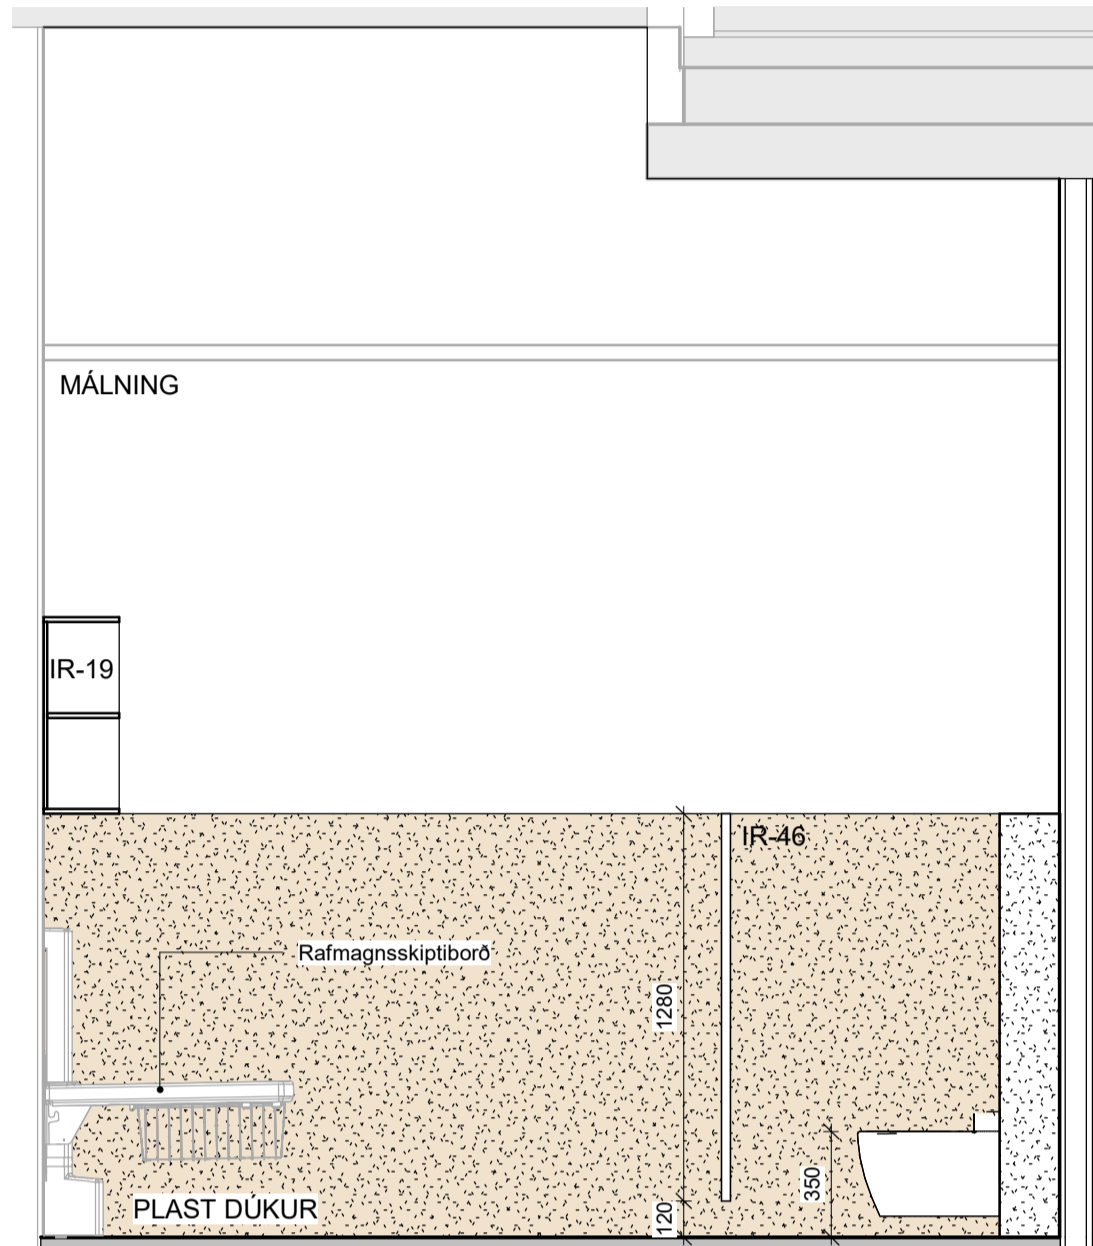 MÁLNING
IR-19
IR-46
Rafmagnsskiptiborð
1280
350
120
PLAST DÚKUR